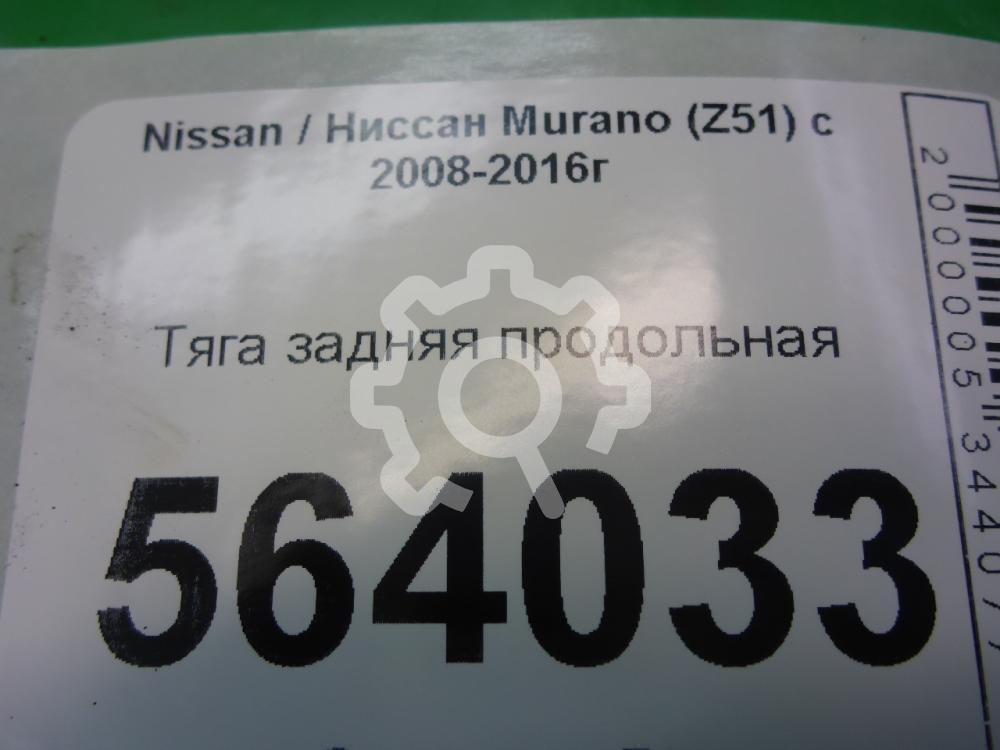 Nissan / Ниссан Murano (Z51) с
2008-2016г
Тяга задняя продольная
564033
2000005344077